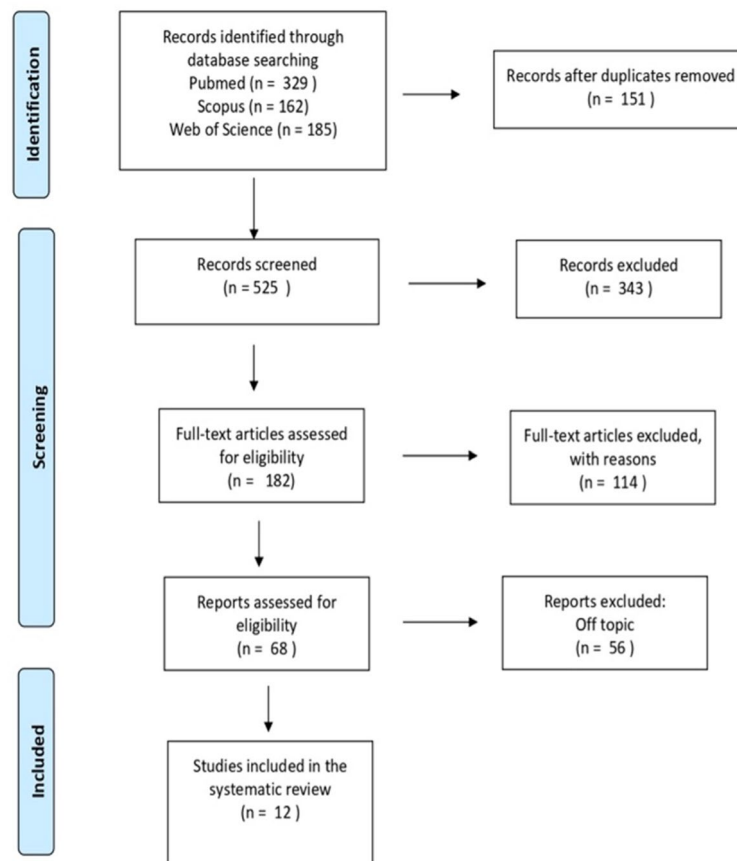 Identification
Records identified through
database searching
Pubmed (n = 329 )
Scopus (n = 162)
Web of Science (n = 185)
Records after duplicates removed
(n = 151 )
Screening
Records screened
(n = 525 )
Records excluded
(n = 343 )
Full-text articles assessed
for eligibility
(n = 182)
Full-text articles excluded,
with reasons
(n = 114 )
Reports assessed for
eligibility
(n = 68 )
Reports excluded:
Off topic
(n = 56 )
Included
Studies included in the
systematic review
(n = 12 )